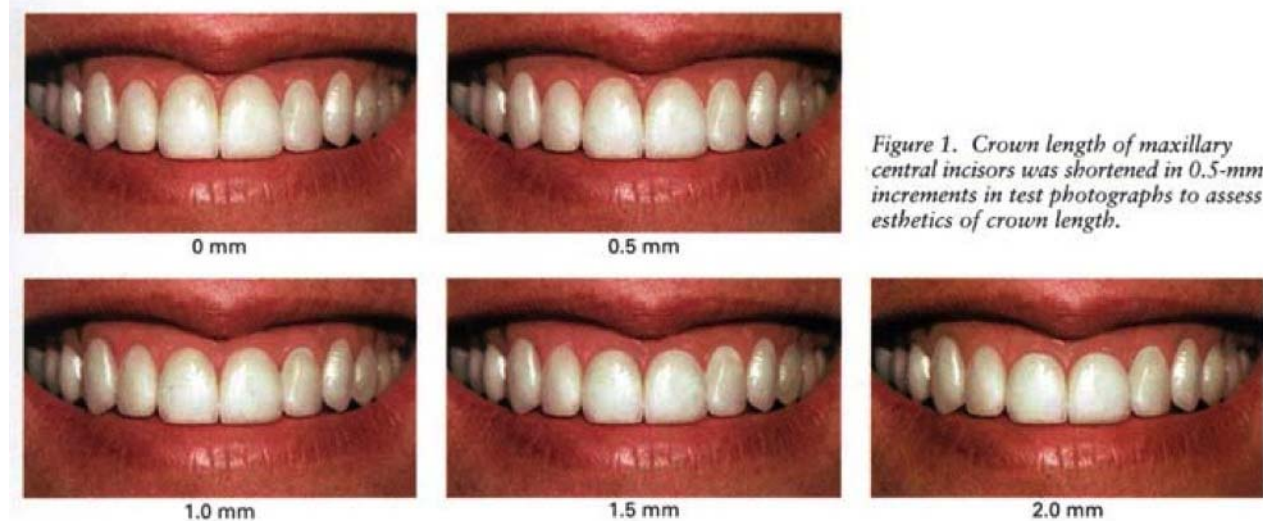 Figure 1. Crown length of maxillary
central incisors was shortened in 0.5-mm
increments in test photographs to assess
esthetics of crown length.
0 mm
0.5 mm
1.0 mm
1.5 mm
2.0 mm